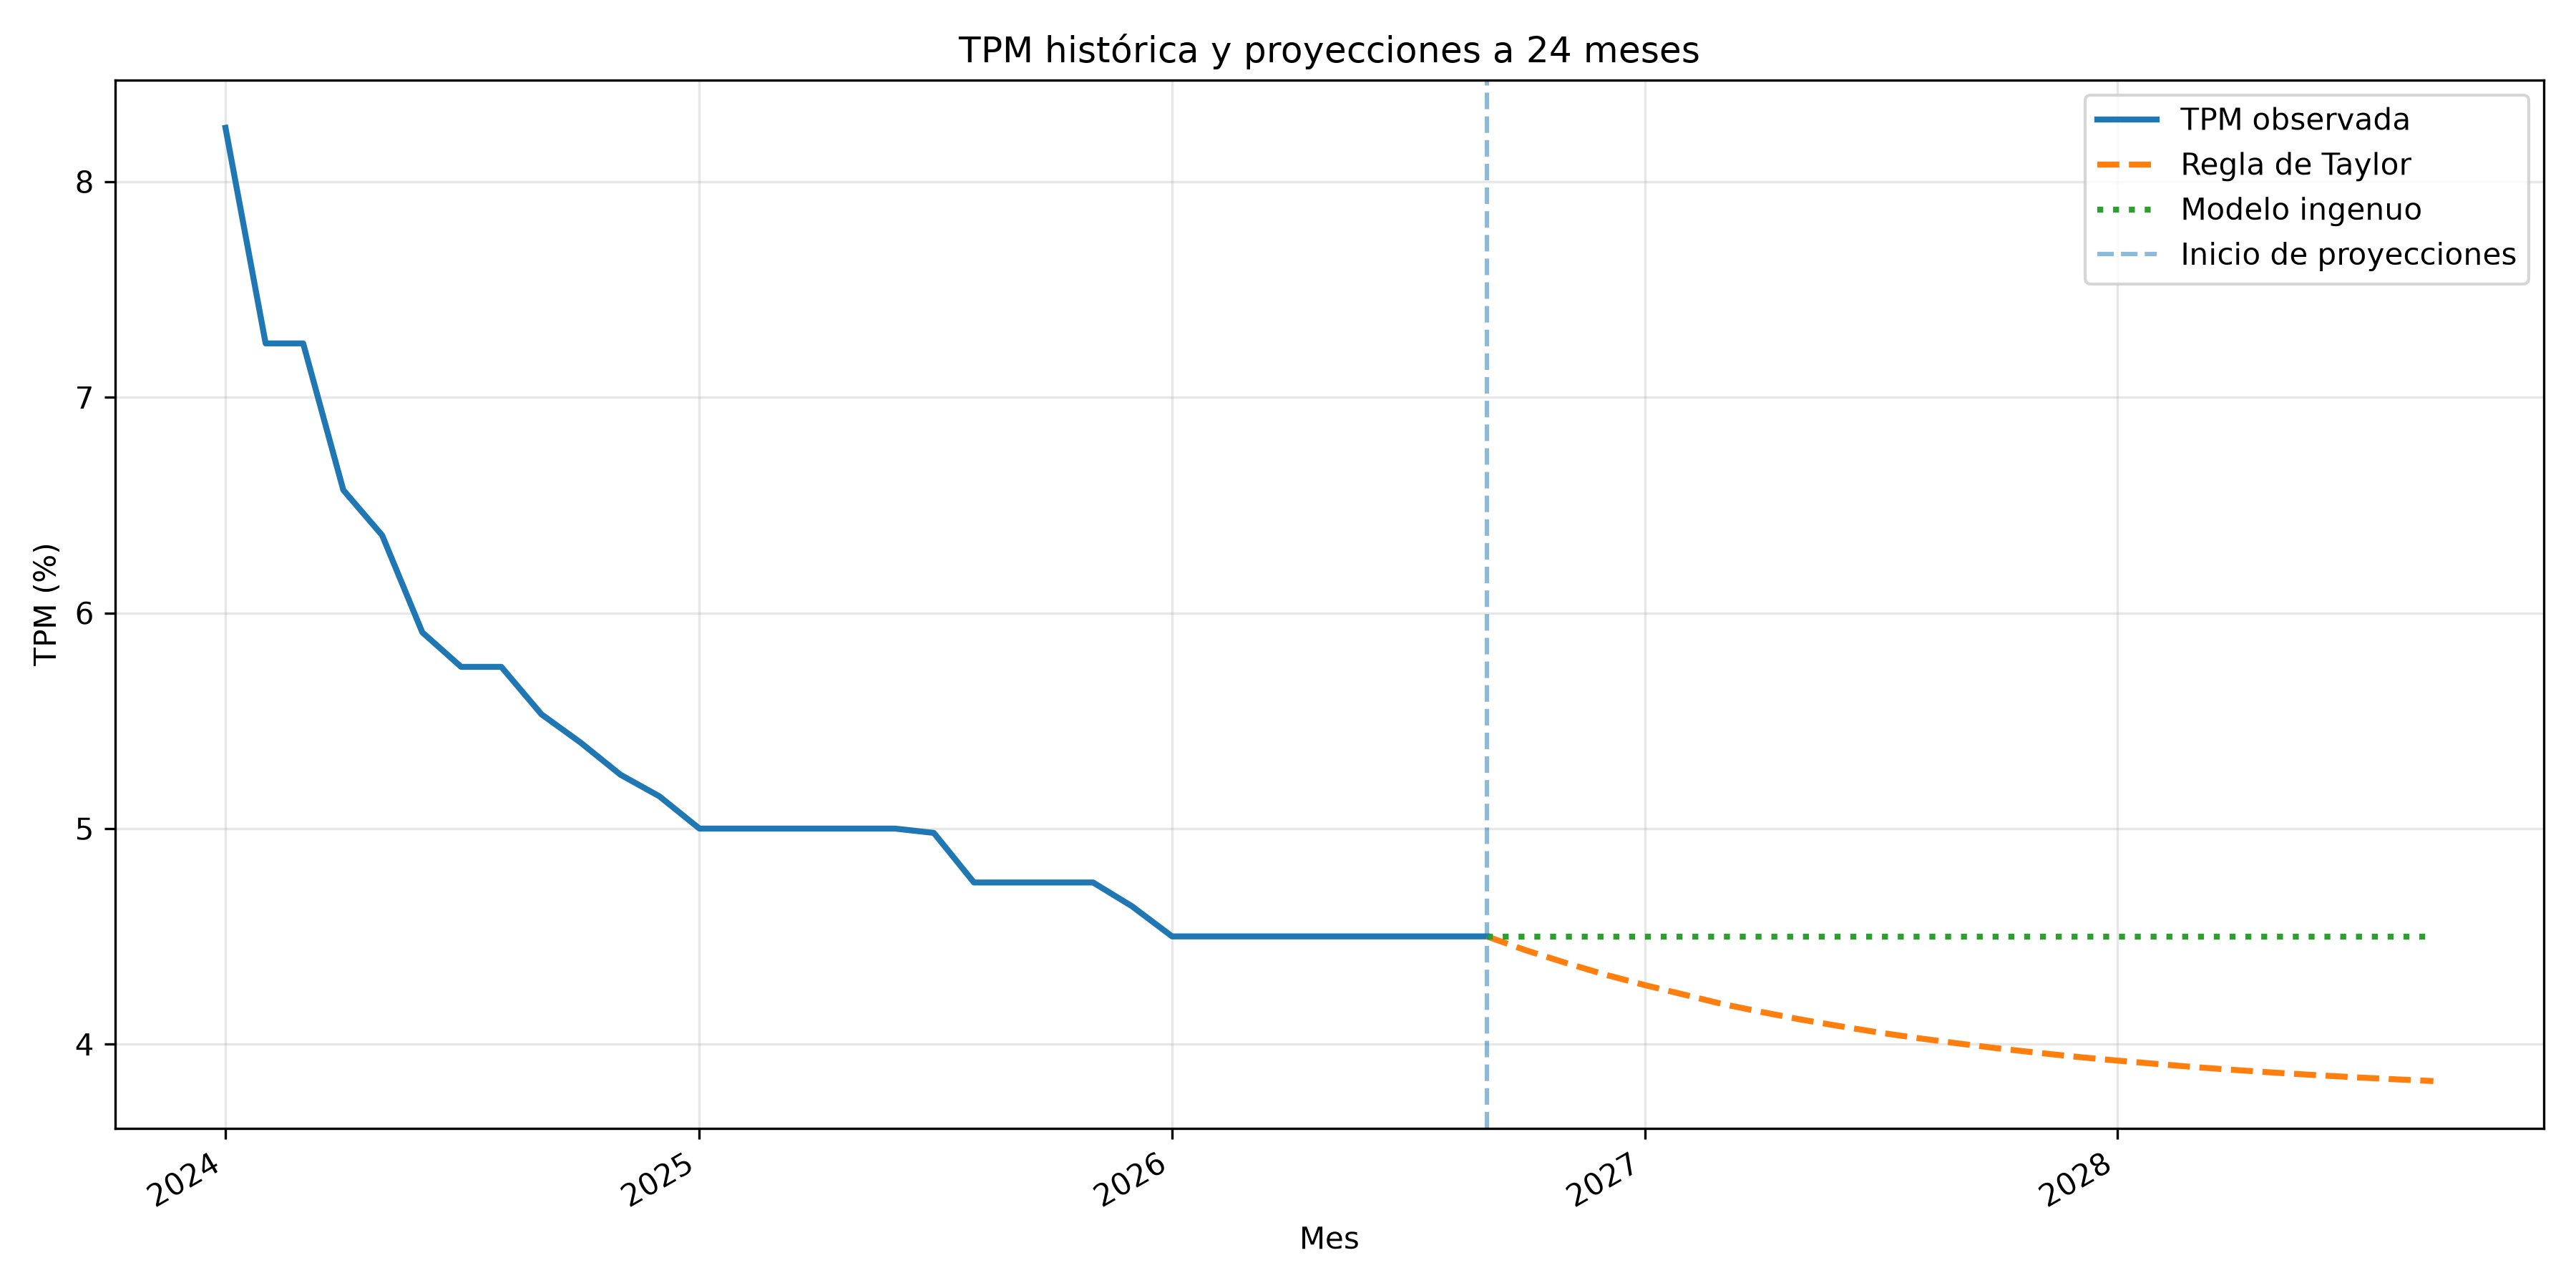 TPM histórica y proyecciones a 24 meses
TPM observada
Regla de Taylor
Modelo ingenuo
Inicio de proyecciones
8
7
6
5
4
TPM (%)
2024
2025
2026
2027
2028
Mes